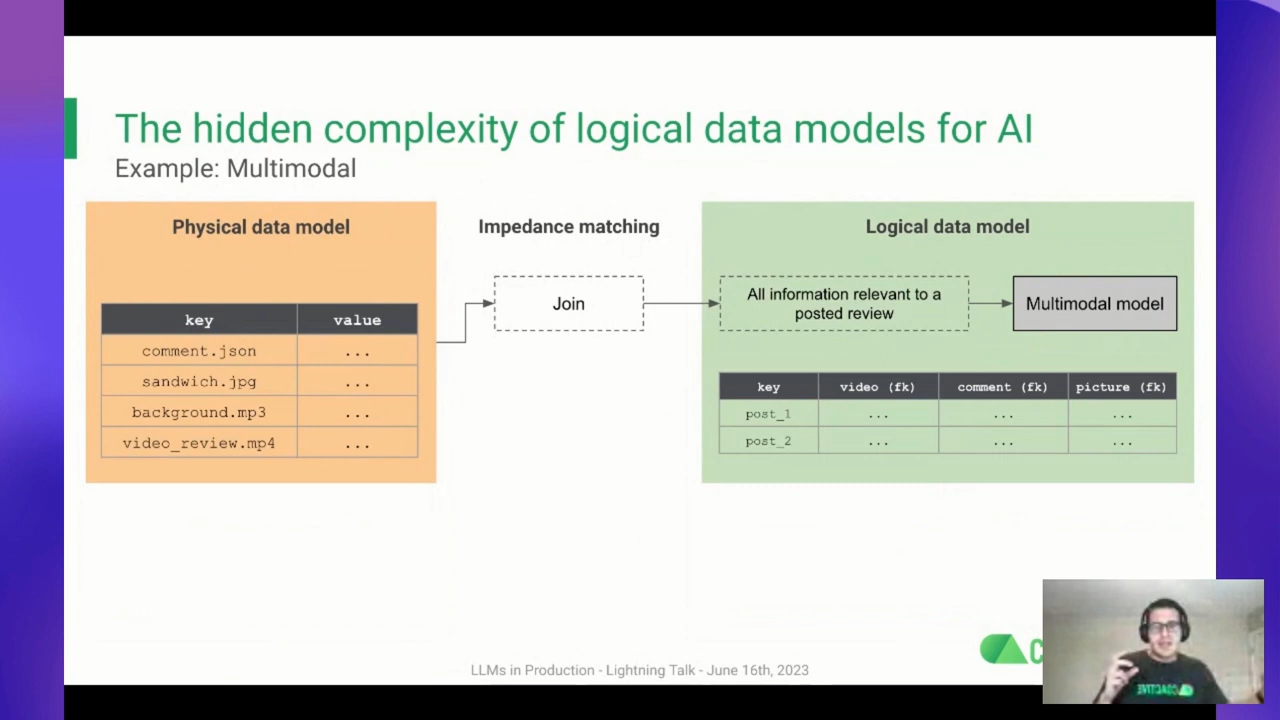 The hidden complexity of logical data models for AI
Example: Multimodal
Physical data model
key value
comment.json ...
sandwich.jpg ...
background.mp3 ...
video_review.mp4 ...
Impedance matching
Join
Logical data model
All information relevant to a
posted review
Multimodal model
key video (fk) comment (fk) picture (fk)
post_1 ... ... ...
post_2 ... ... ...
LLMs in Production - Lightning Talk - June 16th, 2023
C
COACTIVE